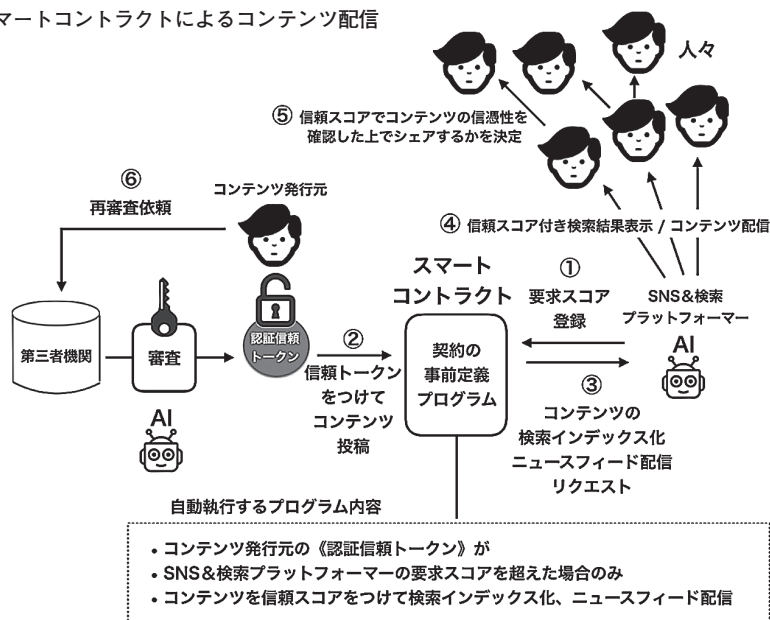 マートコントラクトによるコンテンツ配信
人々
⑤ 信頼スコアでコンテンツの信憑性を
確認した上でシェアするかを決定
⑥
再審査依頼
コンテンツ発行元
④ 信頼スコア付き検索結果表示 / コンテンツ配信
スマート
コントラクト
①
要求スコア
登録
SNS&検索
プラットフォーマー
AI
第三者機関
審査
AI
認証信頼
トークン
②
信頼トークン
をつけて
コンテンツ
投稿
契約の
事前定義
プログラム
③
コンテンツの
検索インデックス化
ニュースフィード配信
リクエスト
自動執行するプログラム内容
• コンテンツ発行元の《認証信頼トークン》が
• SNS&検索プラットフォーマーの要求スコアを超えた場合のみ
• コンテンツを信頼スコアをつけて検索インデックス化、ニュースフィード配信